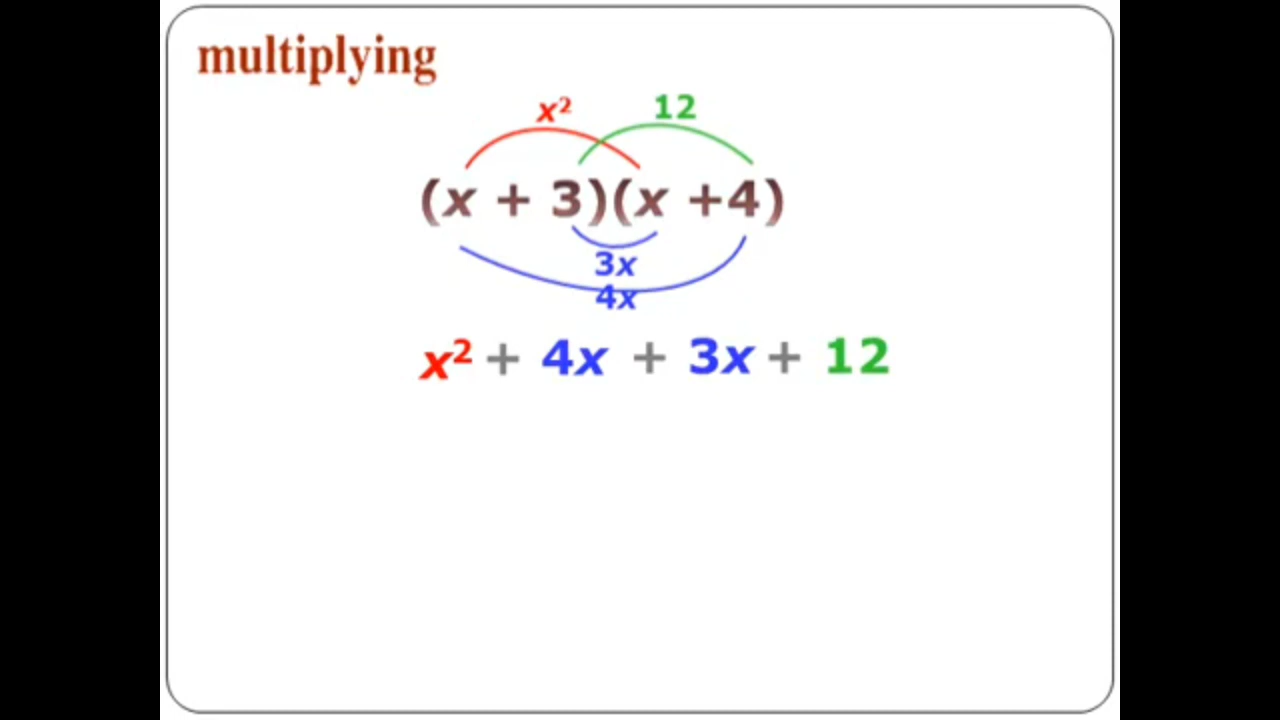 multiplying
x² 12
(x + 3)(x +4)
3x
4x
x² + 4x + 3x + 12